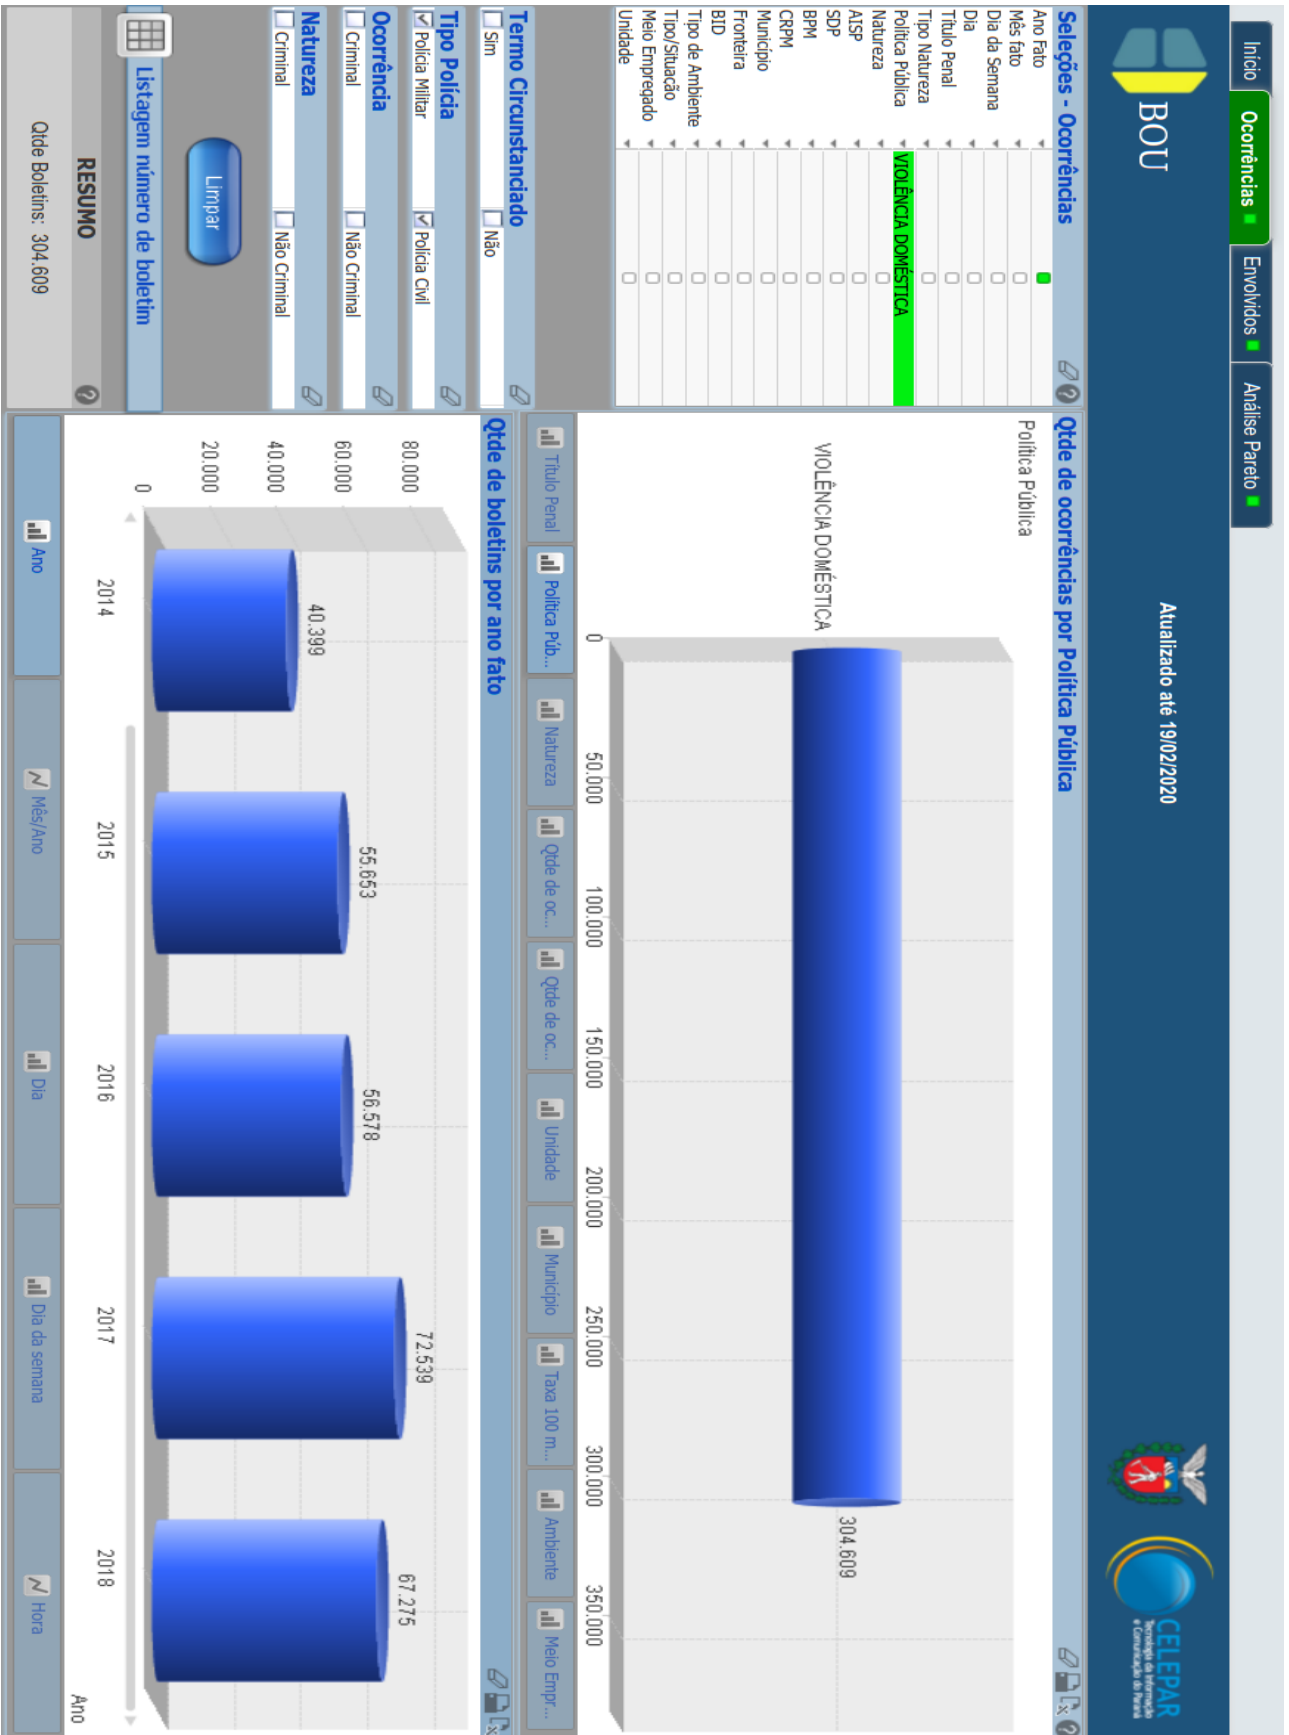 Início
Ocorrências
Envolvidos
Análise Pareto
BOU
Atualizado até 19/02/2020
CELEPAR
Tecnologia da Informação
e Comunicação do Paraná
Seleções - Ocorrências
Ano Fato
Mês fato
Dia da Semana
Dia
Título Penal
Tipo Natureza
Política Pública VIOLÊNCIA DOMÉSTICA
Natureza
AISP
SDP
BPM
CRPM
Município
Fronteira
BID
Tipo de Ambiente
Tipo/Situação
Meio Empregado
Unidade
Termo Circunstanciado
Sim Não
Tipo Polícia
Polícia Militar Polícia Civil
Ocorrência
Criminal Não Criminal
Natureza
Criminal Não Criminal
Limpar
Listagem número de boletim
RESUMO
Qtde Boletins: 304.609
Qtde de ocorrências por Política Pública
Política Pública
VIOLÊNCIA DOMÉSTICA
304.609
0 50.000 100.000 150.000 200.000 250.000 300.000 350.000
Título Penal Política Púb... Natureza Qtde de oc... Qtde de oc... Unidade Município Taxa 100 m... Ambiente Meio Empr...
Qtde de boletins por ano fato
80.000
60.000
40.000
20.000
0
40.399 55.653 56.578 72.539 67.275
2014 2015 2016 2017 2018
Ano
Ano Mês/Ano Dia Dia da semana Hora